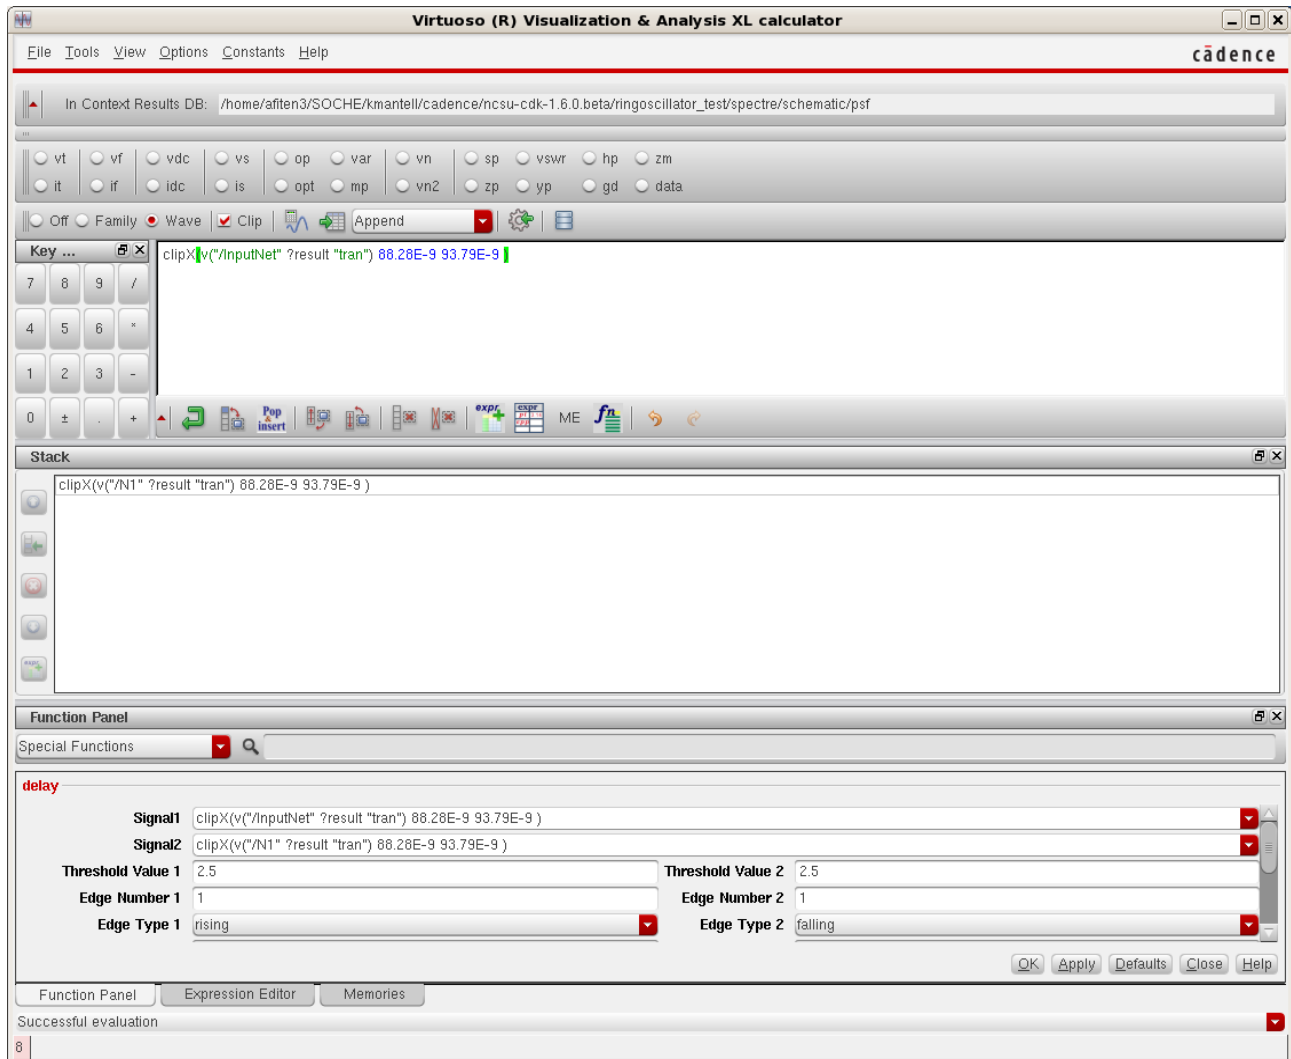 Virtuoso (R) Visualization & Analysis XL calculator
File Tools View Options Constants Help
cādence
In Context Results DB: /home/afiten3/SOCHE/kmantell/cadence/ncsu-cdk-1.6.0.beta/ringoscillator_test/spectre/schematic/psf
vt vf vdc vs op var vn sp vswr hp zm
it if idc is opt mp vn2 zp yp gd data
Off Family Wave Clip Append
Key ...
clipX(v("/InputNet" ?result "tran") 88.28E-9 93.79E-9 )
7 8 9 /
4 5 6 *
1 2 3 -
0 ± . +
Pop & insert
expr
expr
ME
fn
Stack
clipX(v("/N1" ?result "tran") 88.28E-9 93.79E-9 )
expr
Function Panel
Special Functions
delay
Signal1 clipX(v("/InputNet" ?result "tran") 88.28E-9 93.79E-9 )
Signal2 clipX(v("/N1" ?result "tran") 88.28E-9 93.79E-9 )
Threshold Value 1 2.5 Threshold Value 2 2.5
Edge Number 1 1 Edge Number 2 1
Edge Type 1 rising Edge Type 2 falling
OK Apply Defaults Close Help
Function Panel Expression Editor Memories
Successful evaluation
8